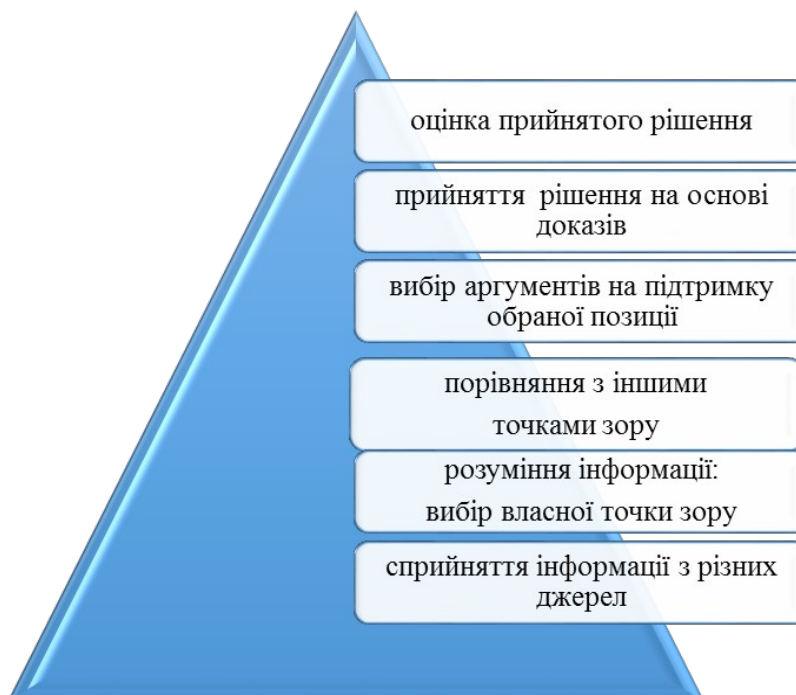 оцінка прийнятого рішення
прийняття рішення на основі
доказів
вибір аргументів на підтримку
обраної позиції
порівняння з іншими
точками зору
розуміння інформації:
вибір власної точки зору
сприйняття інформації з різних
джерел